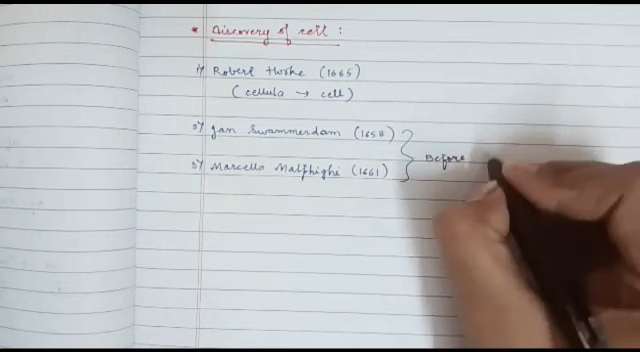 * Discovery of cell :
1) Robert Hooke (1665)
(cellula → cell)
2) Jan Swammerdam (1658)
3) Marcello Malphighi (1661)
Before